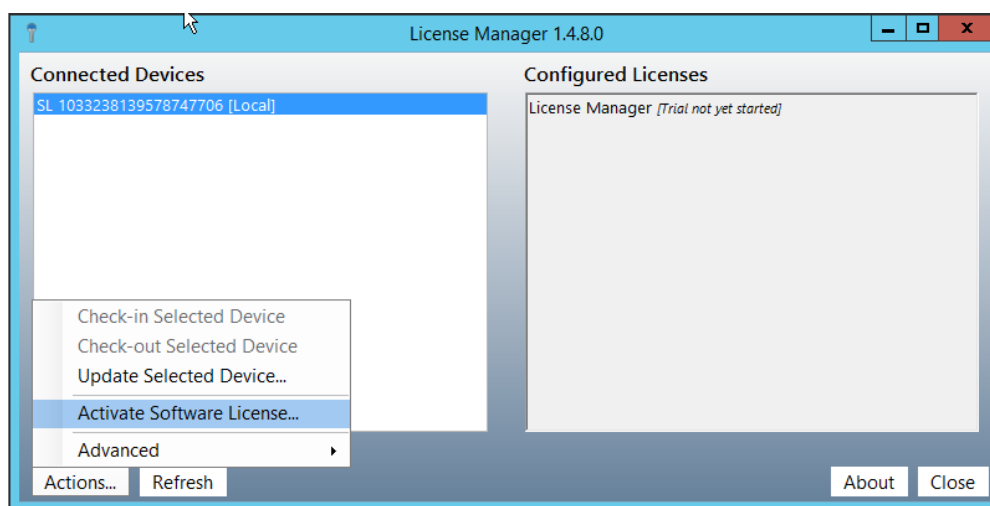 License Manager 1.4.8.0
Connected Devices
Configured Licenses
SL 1033238139578747706 [Local]
License Manager [Trial not yet started]
Check-in Selected Device
Check-out Selected Device
Update Selected Device...
Activate Software License...
Advanced
Actions...
Refresh
About
Close